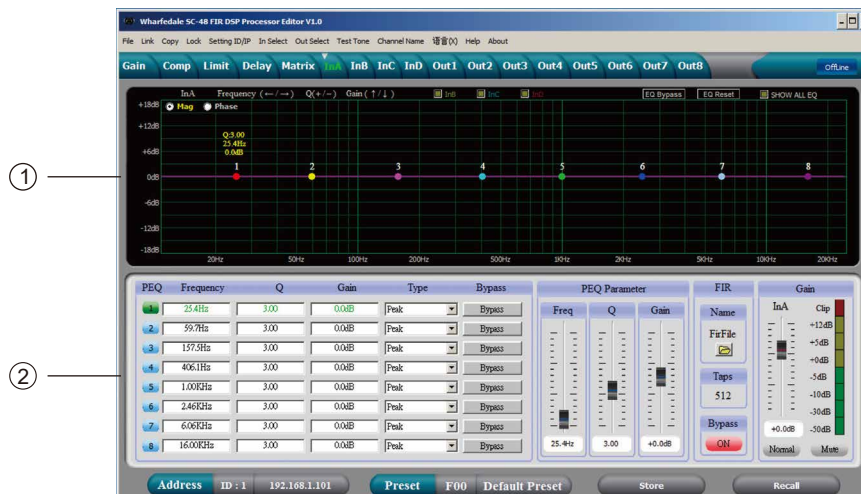 Wharfedale SC-48 FIR DSP Processor Editor V1.0
File Link Copy Lock Setting ID/IP In Select Out Select Test Tone Channel Name 语言(X) Help About
Gain Comp Limit Delay Matrix InA InB InC InD Out1 Out2 Out3 Out4 Out5 Out6 Out7 Out8 OffLine
InA Frequency (←/→) Q(+/-) Gain (↑/↓) InB InC InD EQ Bypass EQ Reset SHOW ALL EQ
+18dB Mag Phase
+12dB
Q:3.00
25.4Hz
+6dB 0.0dB
① 1 2 3 4 5 6 7 8
0dB
-6dB
-12dB
-18dB
20Hz 50Hz 100Hz 200Hz 500Hz 1KHz 2KHz 5KHz 10KHz 20KHz
PEQ Frequency Q Gain Type Bypass
1 25.4Hz 3.00 0.0dB Peak Bypass
2 59.7Hz 3.00 0.0dB Peak Bypass
3 157.5Hz 3.00 0.0dB Peak Bypass
② 4 406.1Hz 3.00 0.0dB Peak Bypass
5 1.00KHz 3.00 0.0dB Peak Bypass
6 2.46KHz 3.00 0.0dB Peak Bypass
7 6.06KHz 3.00 0.0dB Peak Bypass
8 16.00KHz 3.00 0.0dB Peak Bypass
PEQ Parameter
Freq Q Gain
25.4Hz 3.00 +0.0dB
FIR
Name
FirFile
Taps
512
Bypass
ON
Gain
InA Clip
+12dB
+5dB
+0dB
-5dB
-10dB
-30dB
+0.0dB -50dB
Normal Mute
Address ID : 1 192.168.1.101 Preset F00 Default Preset Store Recall